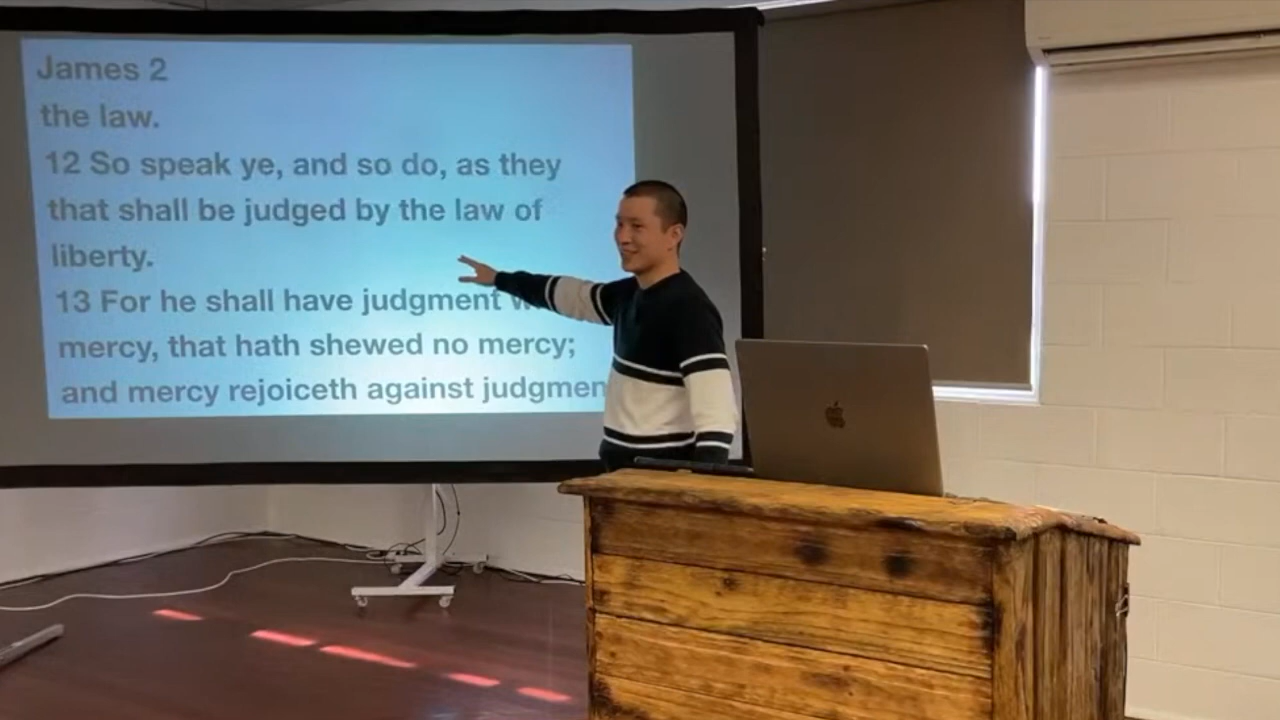 James 2
the law.
12 So speak ye, and so do, as they
that shall be judged by the law of
liberty.
13 For he shall have judgment
mercy, that hath shewed no mercy;
and mercy rejoiceth against judgmen